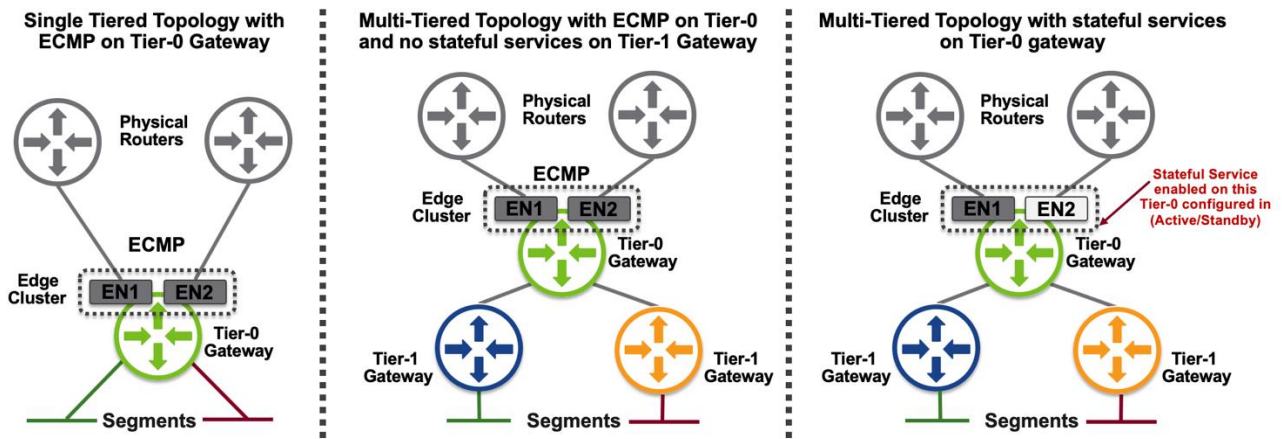 Single Tiered Topology with
ECMP on Tier-0 Gateway
Physical
Routers
ECMP
Edge
Cluster
EN1
EN2
Tier-0
Gateway
Segments
Multi-Tiered Topology with ECMP on Tier-0
and no stateful services on Tier-1 Gateway
Physical
Routers
ECMP
Edge
Cluster
EN1
EN2
Tier-0
Gateway
Tier-1
Gateway
Tier-1
Gateway
Segments
Multi-Tiered Topology with stateful services
on Tier-0 gateway
Physical
Routers
Stateful Service
enabled on this
Tier-0 configured in
(Active/Standby)
Edge
Cluster
EN1
EN2
Tier-0
Gateway
Tier-1
Gateway
Tier-1
Gateway
Segments